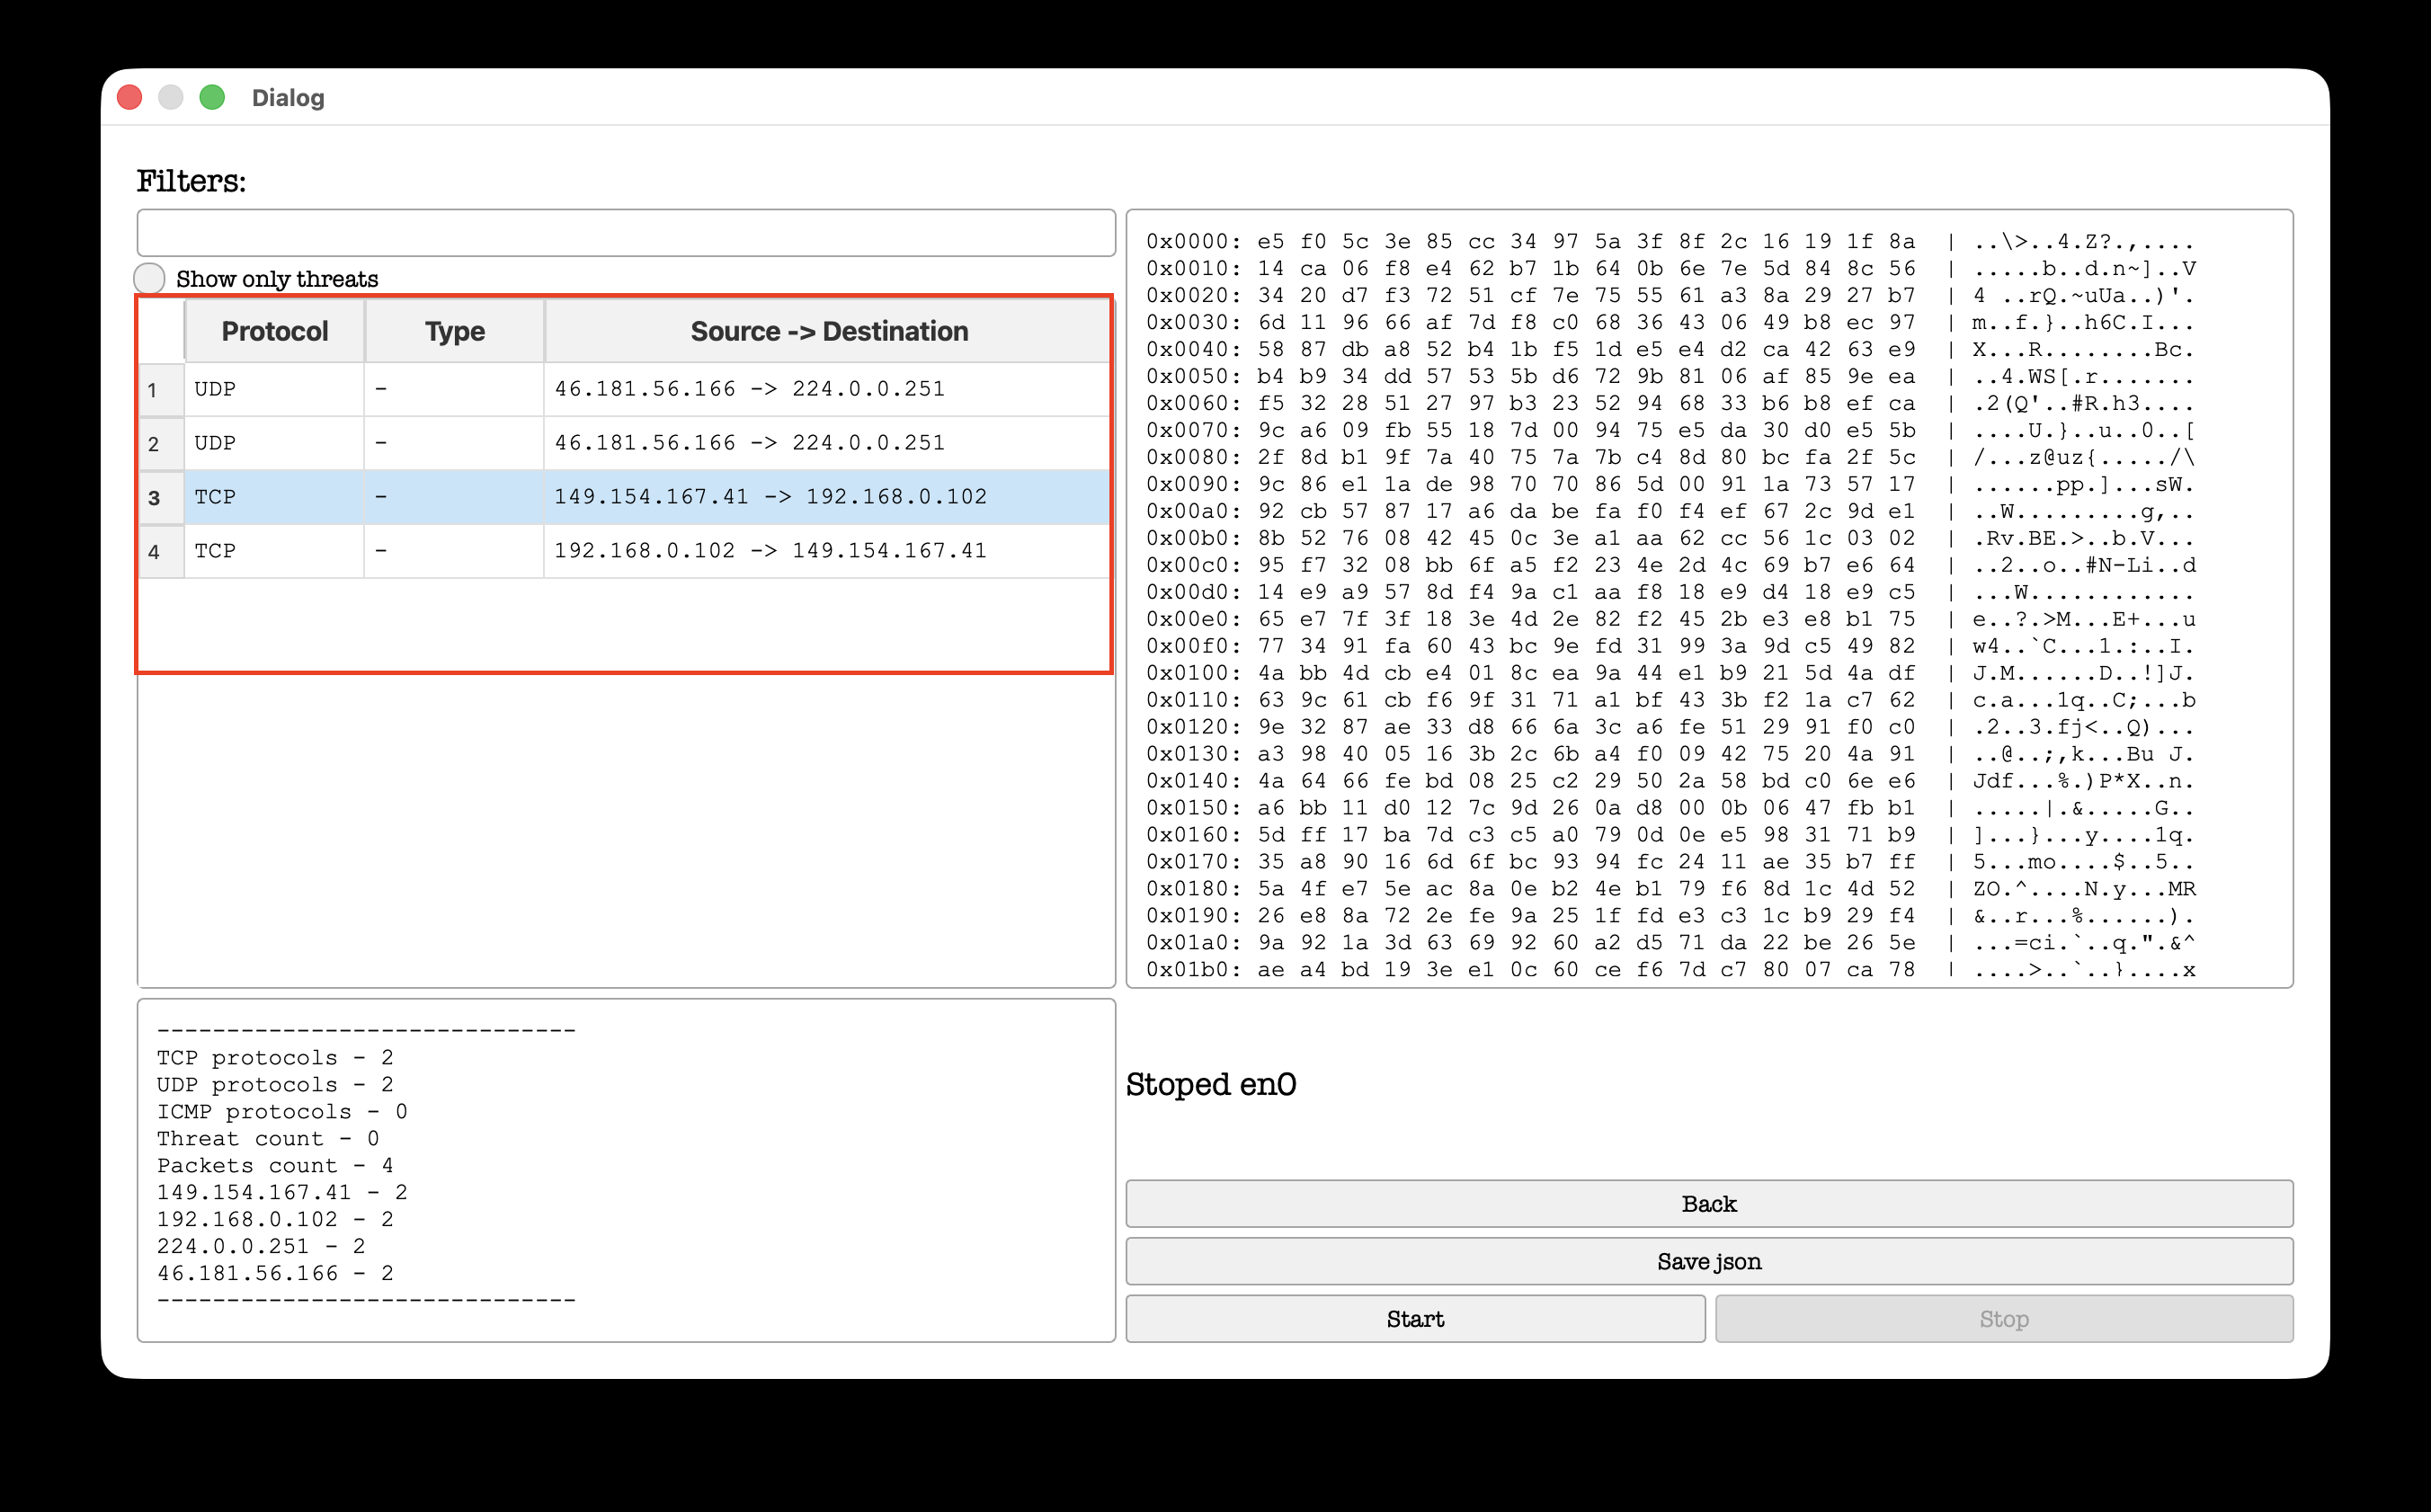 Dialog
Filters:
Show only threats
Protocol Type Source -> Destination
1 UDP - 46.181.56.166 -> 224.0.0.251
2 UDP - 46.181.56.166 -> 224.0.0.251
3 TCP - 149.154.167.41 -> 192.168.0.102
4 TCP - 192.168.0.102 -> 149.154.167.41
0x0000: e5 f0 5c 3e 85 cc 34 97 5a 3f 8f 2c 16 19 1f 8a | ..\>..4.Z?.,....
0x0010: 14 ca 06 f8 e4 62 b7 1b 64 0b 6e 7e 5d 84 8c 56 | .....b..d.n~]..V
0x0020: 34 20 d7 f3 72 51 cf 7e 75 55 61 a3 8a 29 27 b7 | 4 ..rQ.~uUa..)'.
0x0030: 6d 11 96 66 af 7d f8 c0 68 36 43 06 49 b8 ec 97 | m..f.}..h6C.I...
0x0040: 58 87 db a8 52 b4 1b f5 1d e5 e4 d2 ca 42 63 e9 | X...R........Bc.
0x0050: b4 b9 34 dd 57 53 5b d6 72 9b 81 06 af 85 9e ea | ..4.WS[.r.......
0x0060: f5 32 28 51 27 97 b3 23 52 94 68 33 b6 b8 ef ca | .2(Q'..#R.h3....
0x0070: 9c a6 09 fb 55 18 7d 00 94 75 e5 da 30 d0 e5 5b | ....U.}..u..0..[
0x0080: 2f 8d b1 9f 7a 40 75 7a 7b c4 8d 80 bc fa 2f 5c | /...z@uz{...../\
0x0090: 9c 86 e1 1a de 98 70 70 86 5d 00 91 1a 73 57 17 | ......pp.]...sW.
0x00a0: 92 cb 57 87 17 a6 da be fa f0 f4 ef 67 2c 9d e1 | ..W.........g,..
0x00b0: 8b 52 76 08 42 45 0c 3e a1 aa 62 cc 56 1c 03 02 | .Rv.BE.>..b.V...
0x00c0: 95 f7 32 08 bb 6f a5 f2 23 4e 2d 4c 69 b7 e6 64 | ..2..o..#N-Li..d
0x00d0: 14 e9 a9 57 8d f4 9a c1 aa f8 18 e9 d4 18 e9 c5 | ...W............
0x00e0: 65 e7 7f 3f 18 3e 4d 2e 82 f2 45 2b e3 e8 b1 75 | e..?.>M...E+...u
0x00f0: 77 34 91 fa 60 43 bc 9e fd 31 99 3a 9d c5 49 82 | w4..`C...1.:..I.
0x0100: 4a bb 4d cb e4 01 8c ea 9a 44 e1 b9 21 5d 4a df | J.M......D..!]J.
0x0110: 63 9c 61 cb f6 9f 31 71 a1 bf 43 3b f2 1a c7 62 | c.a...1q..C;...b
0x0120: 9e 32 87 ae 33 d8 66 6a 3c a6 fe 51 29 91 f0 c0 | .2..3.fj<..Q)...
0x0130: a3 98 40 05 16 3b 2c 6b a4 f0 09 42 75 20 4a 91 | ..@..;,k...Bu J.
0x0140: 4a 64 66 fe bd 08 25 c2 29 50 2a 58 bd c0 6e e6 | Jdf...%.)P*X..n.
0x0150: a6 bb 11 d0 12 7c 9d 26 0a d8 00 0b 06 47 fb b1 | .....|.&.....G..
0x0160: 5d ff 17 ba 7d c3 c5 a0 79 0d 0e e5 98 31 71 b9 | ]...}...y....1q.
0x0170: 35 a8 90 16 6d 6f bc 93 94 fc 24 11 ae 35 b7 ff | 5...mo....$..5..
0x0180: 5a 4f e7 5e ac 8a 0e b2 4e b1 79 f6 8d 1c 4d 52 | ZO.^....N.y...MR
0x0190: 26 e8 8a 72 2e fe 9a 25 1f fd e3 c3 1c b9 29 f4 | &..r...%......).
0x01a0: 9a 92 1a 3d 63 69 92 60 a2 d5 71 da 22 be 26 5e | ...=ci.`..q.".&^
0x01b0: ae a4 bd 19 3e e1 0c 60 ce f6 7d c7 80 07 ca 78 | ....>..`..}....x
------------------------------
TCP protocols - 2
UDP protocols - 2
ICMP protocols - 0
Threat count - 0
Packets count - 4
149.154.167.41 - 2
192.168.0.102 - 2
224.0.0.251 - 2
46.181.56.166 - 2
------------------------------
Stoped en0
Back
Save json
Start Stop